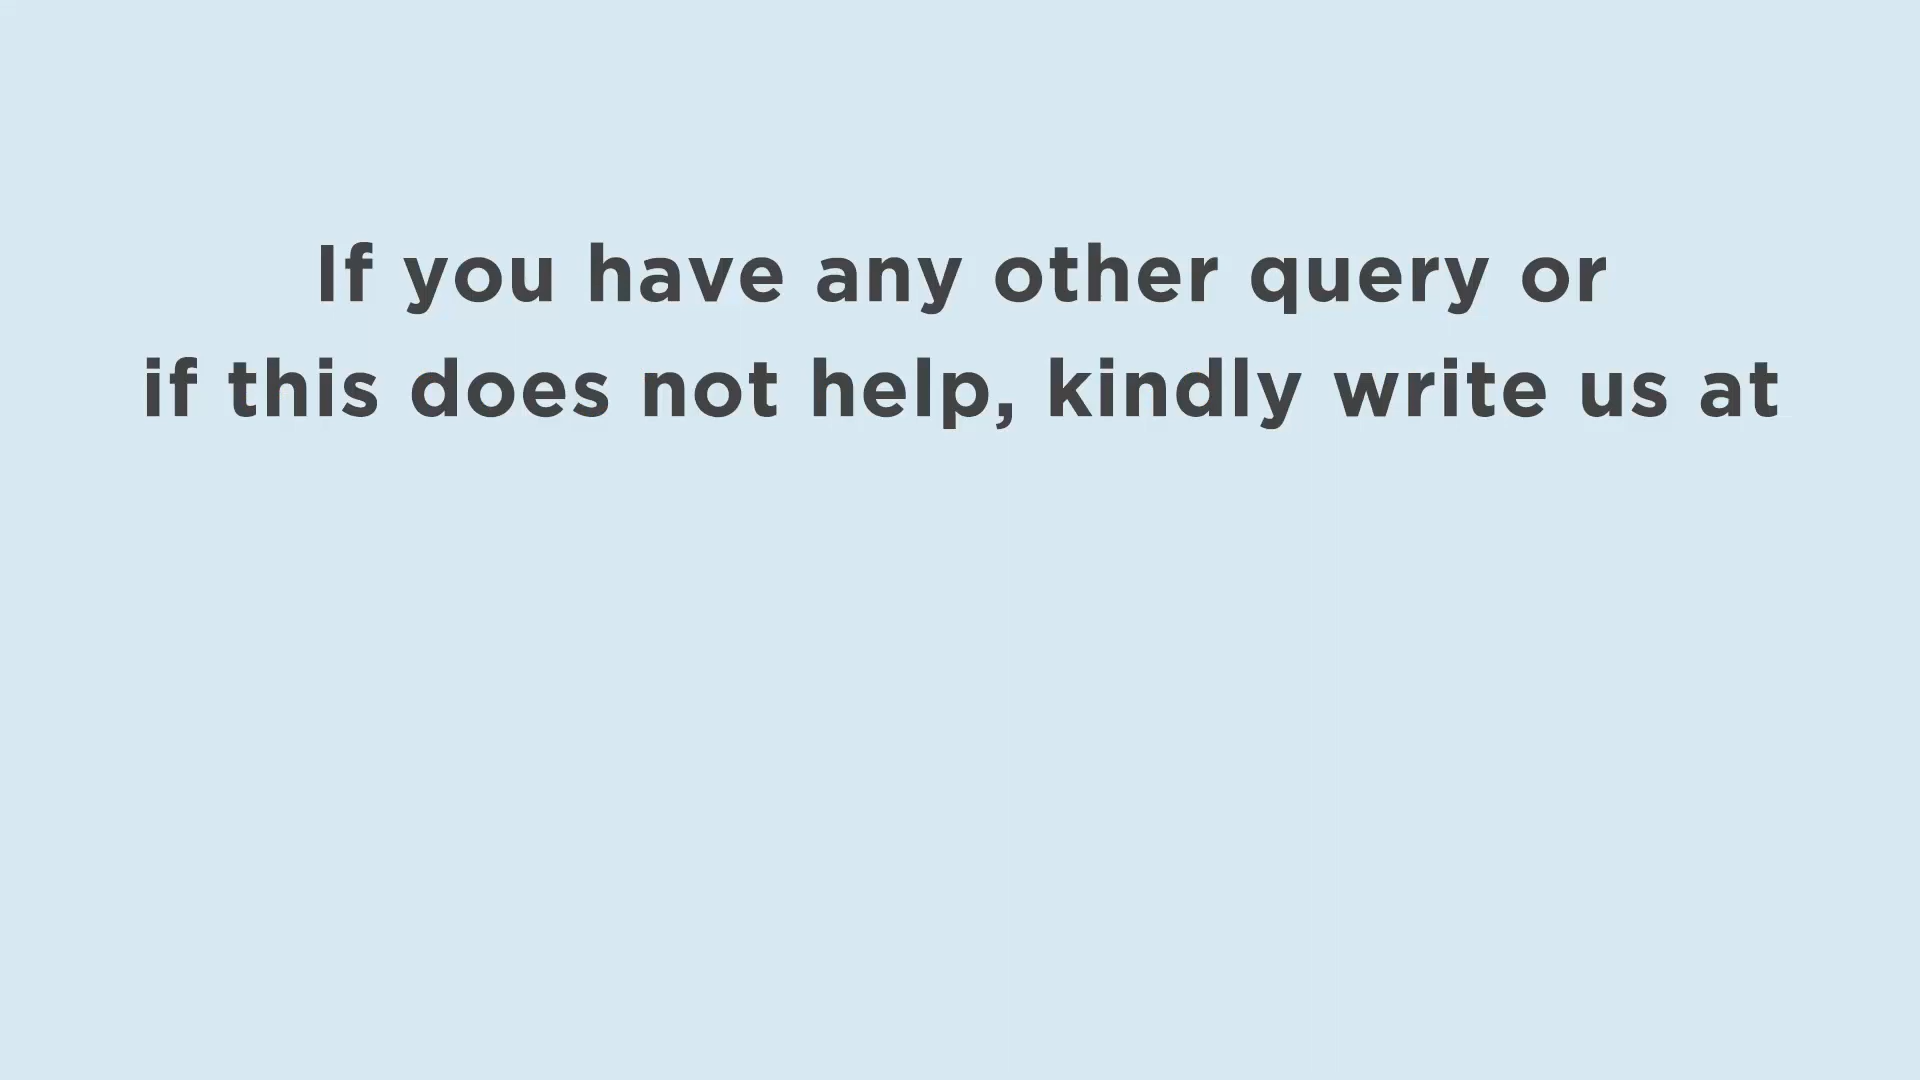 If you have any other query or
if this does not help, kindly write us at